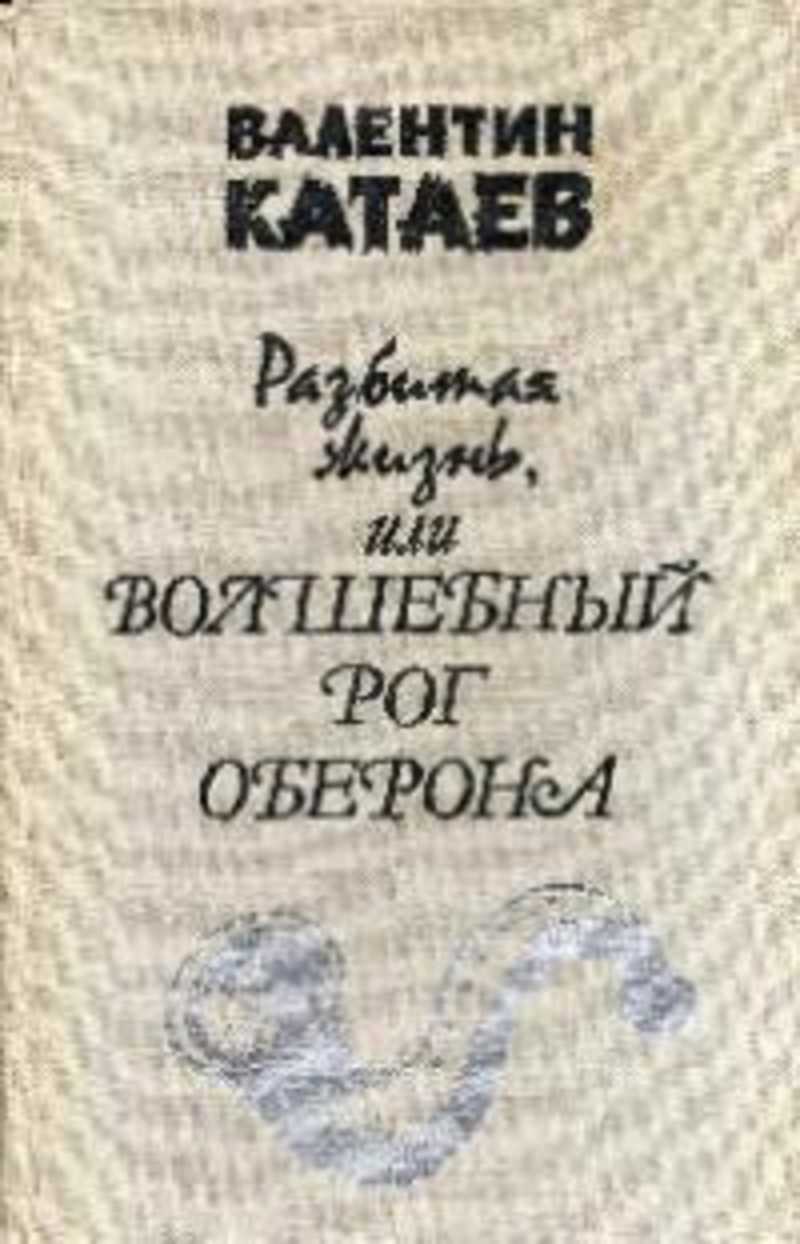 ВАЛЕНТИН
КАТАЕВ
Разбитая
жизнь,
или
ВОЛШЕБНЫЙ
РОГ
ОБЕРОНА